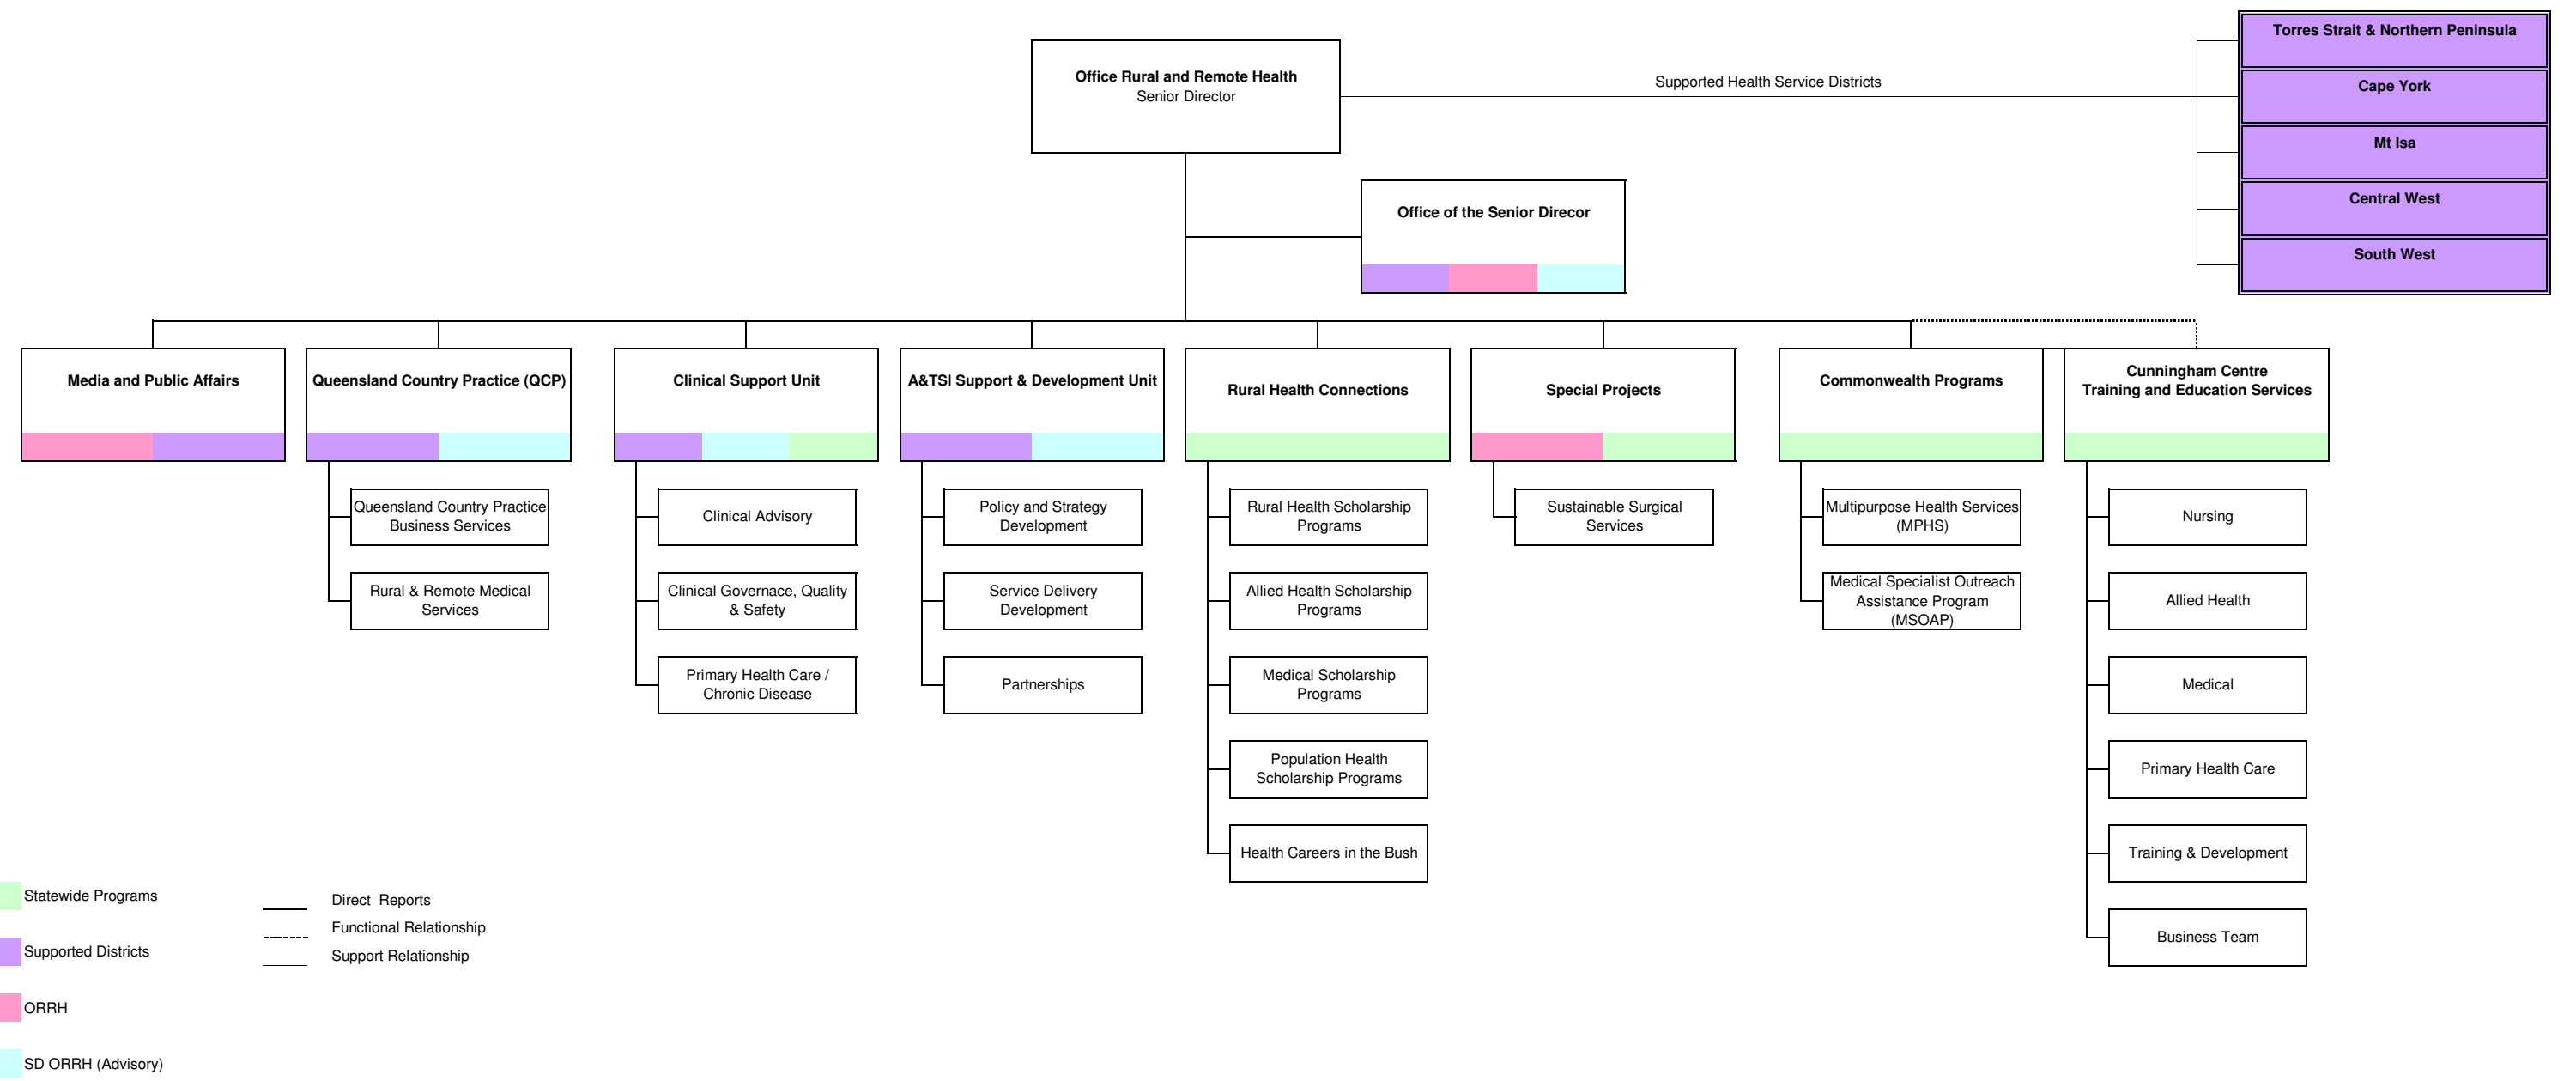 Torres Strait & Northern Peninsula
Office Rural and Remote Health
Senior Director
Supported Health Service Districts
Cape York
Mt Isa
Central West
South West
Office of the Senior Direcor
Media and Public Affairs
Queensland Country Practice (QCP)
Clinical Support Unit
A&TSI Support & Development Unit
Rural Health Connections
Special Projects
Commonwealth Programs
Cunningham Centre
Training and Education Services
Queensland Country Practice
Business Services
Rural & Remote Medical
Services
Clinical Advisory
Clinical Governace, Quality
& Safety
Primary Health Care /
Chronic Disease
Policy and Strategy
Development
Service Delivery
Development
Partnerships
Rural Health Scholarship
Programs
Allied Health Scholarship
Programs
Medical Scholarship
Programs
Population Health
Scholarship Programs
Health Careers in the Bush
Sustainable Surgical
Services
Multipurpose Health Services
(MPHS)
Medical Specialist Outreach
Assistance Program
(MSOAP)
Nursing
Allied Health
Medical
Primary Health Care
Training & Development
Business Team
Statewide Programs
Supported Districts
ORRH
SD ORRH (Advisory)
Direct Reports
Functional Relationship
Support Relationship